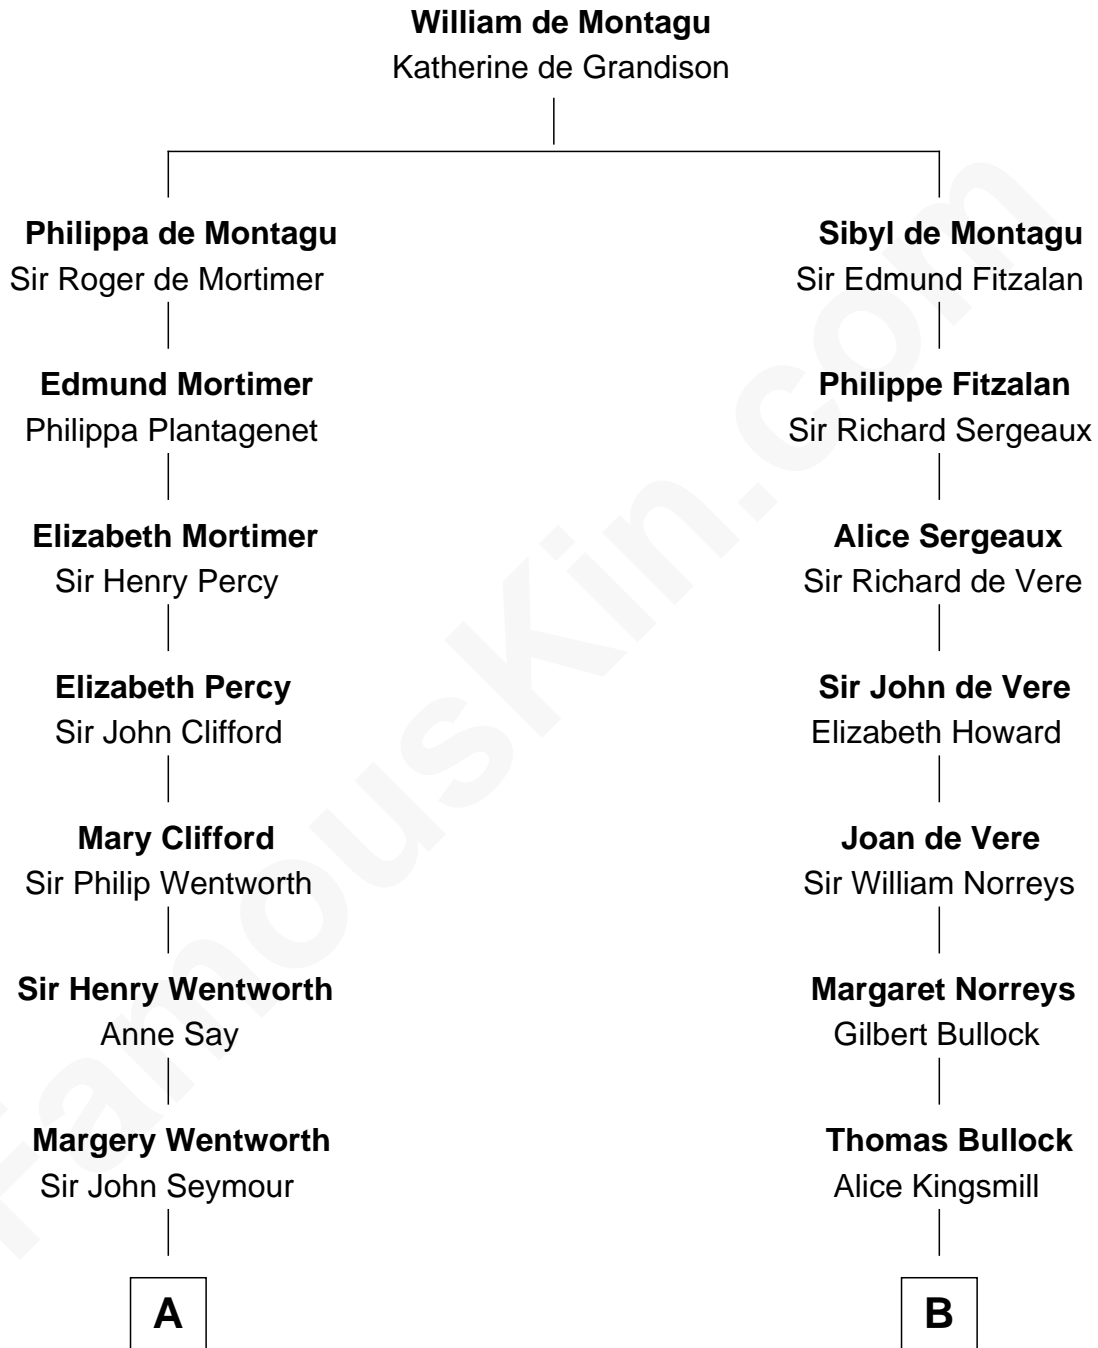 William de Montagu
Katherine de Grandison
Philippa de Montagu
Sir Roger de Mortimer
Edmund Mortimer
Philippa Plantagenet
Elizabeth Mortimer
Sir Henry Percy
Elizabeth Percy
Sir John Clifford
Mary Clifford
Sir Philip Wentworth
Sir Henry Wentworth
Anne Say
Margery Wentworth
Sir John Seymour
A
Sibyl de Montagu
Sir Edmund Fitzalan
Philippe Fitzalan
Sir Richard Sergeaux
Alice Sergeaux
Sir Richard de Vere
Sir John de Vere
Elizabeth Howard
Joan de Vere
Sir William Norreys
Margaret Norreys
Gilbert Bullock
Thomas Bullock
Alice Kingsmill
B
FamousKin.com